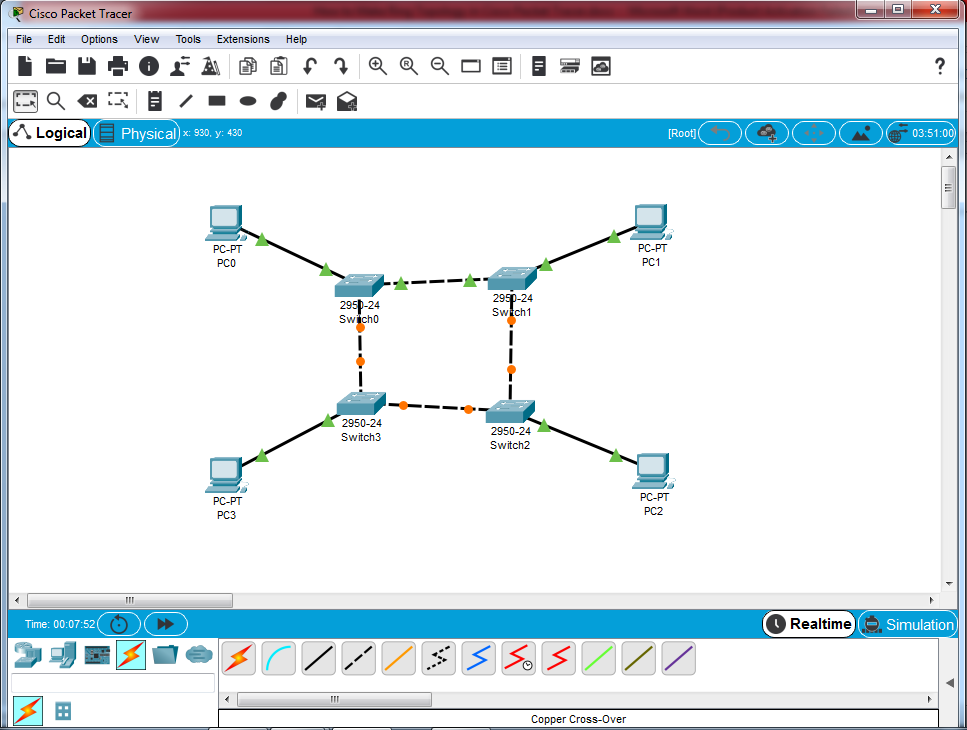 Cisco Packet Tracer
File Edit Options View Tools Extensions Help
?
Logical Physical x: 930, y: 430 [Root] 03:51:00
PC-PT
PC0
PC-PT
PC1
2950-24
Switch0
2950-24
Switch1
2950-24
Switch3
2950-24
Switch2
PC-PT
PC3
PC-PT
PC2
Time: 00:07:52 Realtime Simulation
Copper Cross-Over